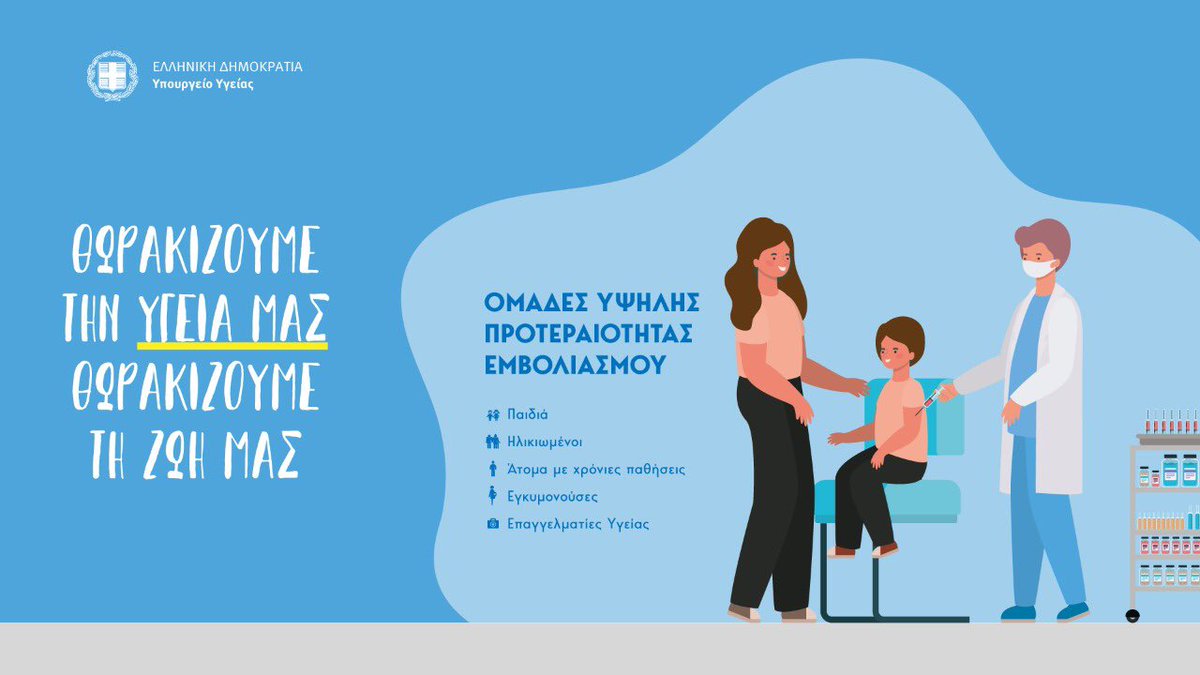 ΕΛΛΗΝΙΚΗ ΔΗΜΟΚΡΑΤΙΑ
Υπουργείο Υγείας
ΘΩΡΑΚΙΖΟΥΜΕ
ΤΗΝ ΥΓΕΙΑ ΜΑΣ
ΘΩΡΑΚΙΖΟΥΜΕ
ΤΗ ΖΩΗ ΜΑΣ
ΟΜΑΔΕΣ ΥΨΗΛΗΣ
ΠΡΟΤΕΡΑΙΟΤΗΤΑΣ
ΕΜΒΟΛΙΑΣΜΟΥ
Παιδιά
Ηλικιωμένοι
Άτομα με χρόνιες παθήσεις
Εγκυμονούσες
Επαγγελματίες Υγείας